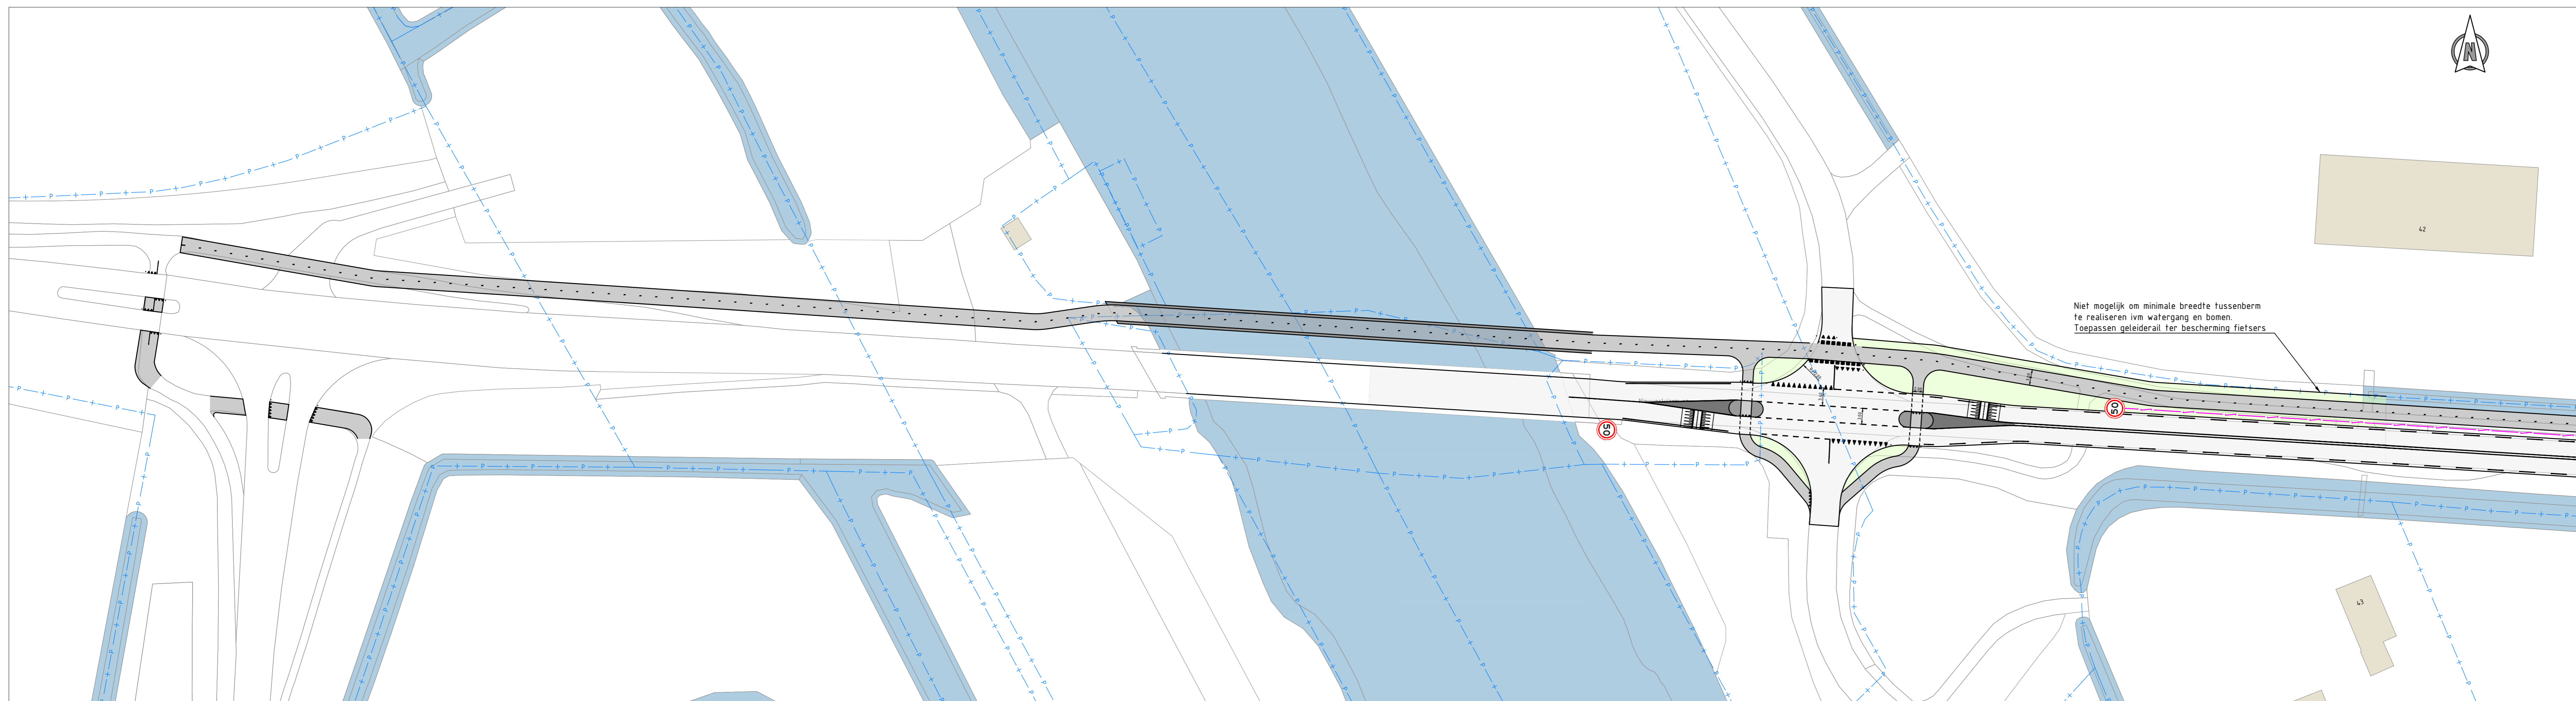 N
42
Niet mogelijk om minimale breedte tussenberm
te realiseren ivm watergang en bomen.
Toepassen geleiderail ter bescherming fietsers
50
50
43